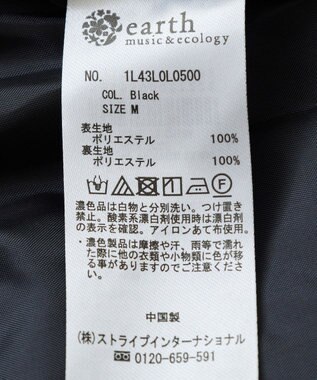 earth
music&ecology
NO. 1L43L0L0500
COL. Black
SIZE M
表生地
ポリエステル 100%
裏生地
ポリエステル 100%
濃色品は白物と分別洗い。つけ置き
禁止。酸素系漂白剤使用時は漂白剤
の表示を確認。アイロンあて布使用。
・濃色製品は摩擦や汗、雨等で濡れ
た際に他の衣類や小物類に色が移
る事がありますのでご注意くださ
い。
中国製
(株)ストライプインターナショナル
0120-659-591